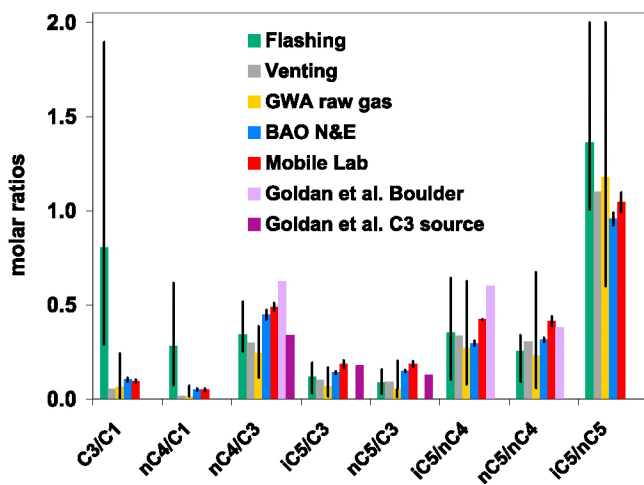 2.0
1.5
1.0
0.5
0.0
molar ratios
Flashing
Venting
GWA raw gas
BAO N&E
Mobile Lab
Goldan et al. Boulder
Goldan et al. C3 source
C3/C1
nC4/C1
nC4/C3
iC5/C3
nC5/C3
iC5/nC4
nC5/nC4
iC5/nC5